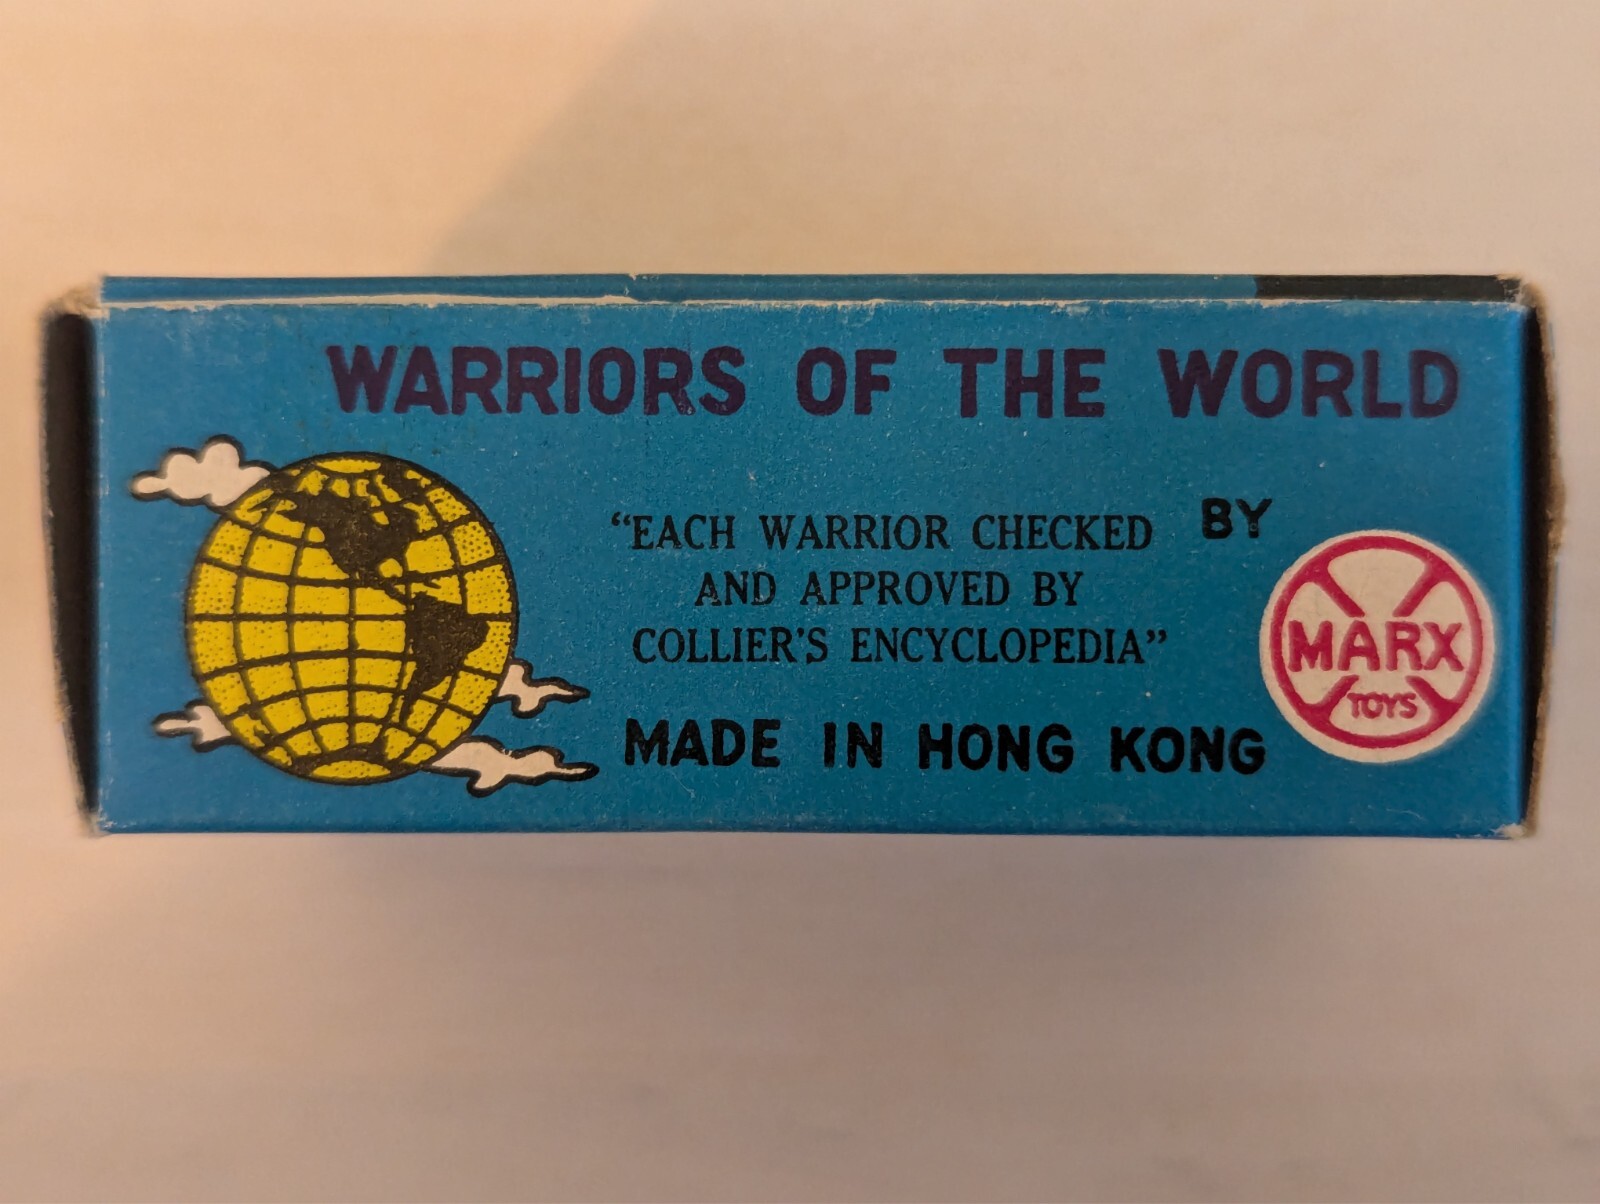 WARRIORS OF THE WORLD
"EACH WARRIOR CHECKED
AND APPROVED BY
COLLIER'S ENCYCLOPEDIA"
BY
MARX
TOYS
MADE IN HONG KONG